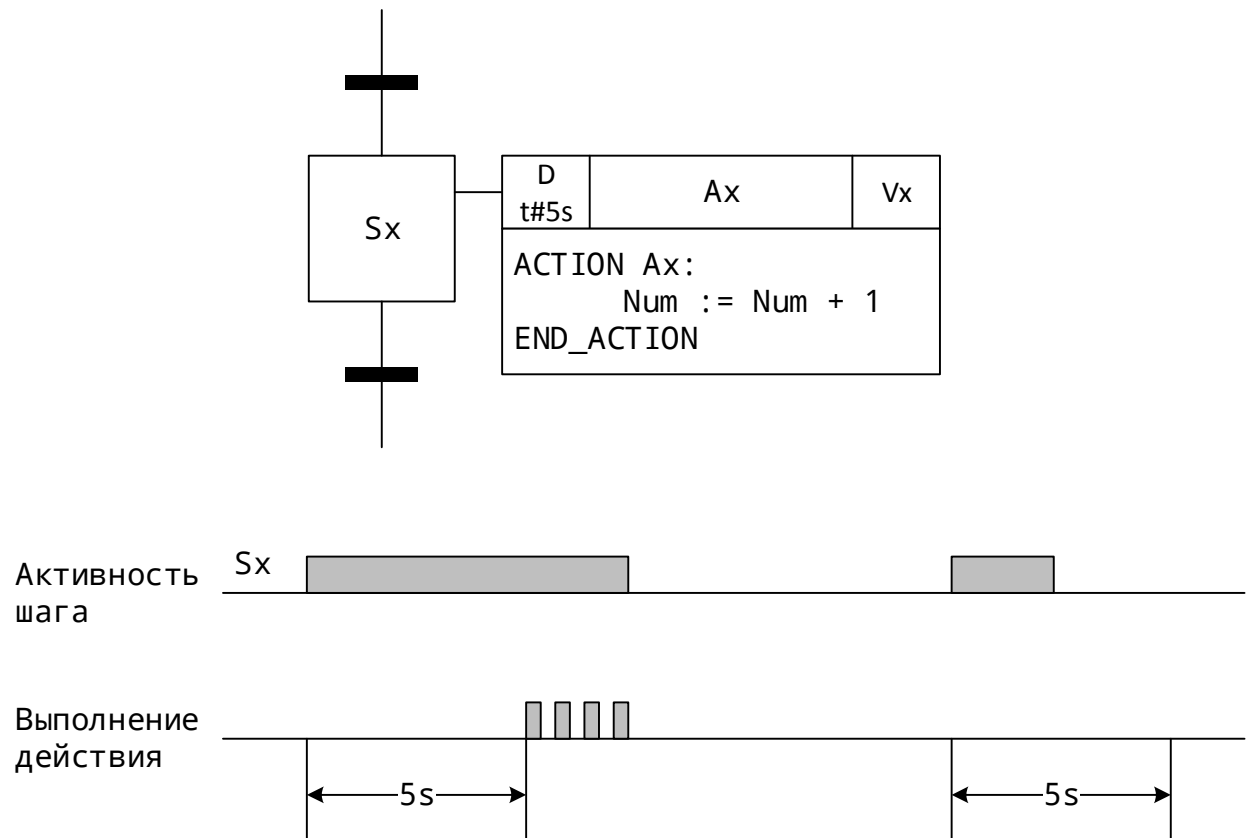 D
t#5s
Ax
Vx
Sx
ACTION Ax:
Num := Num + 1
END_ACTION
Sx
Активность
шага
Выполнение
действия
5s
5s